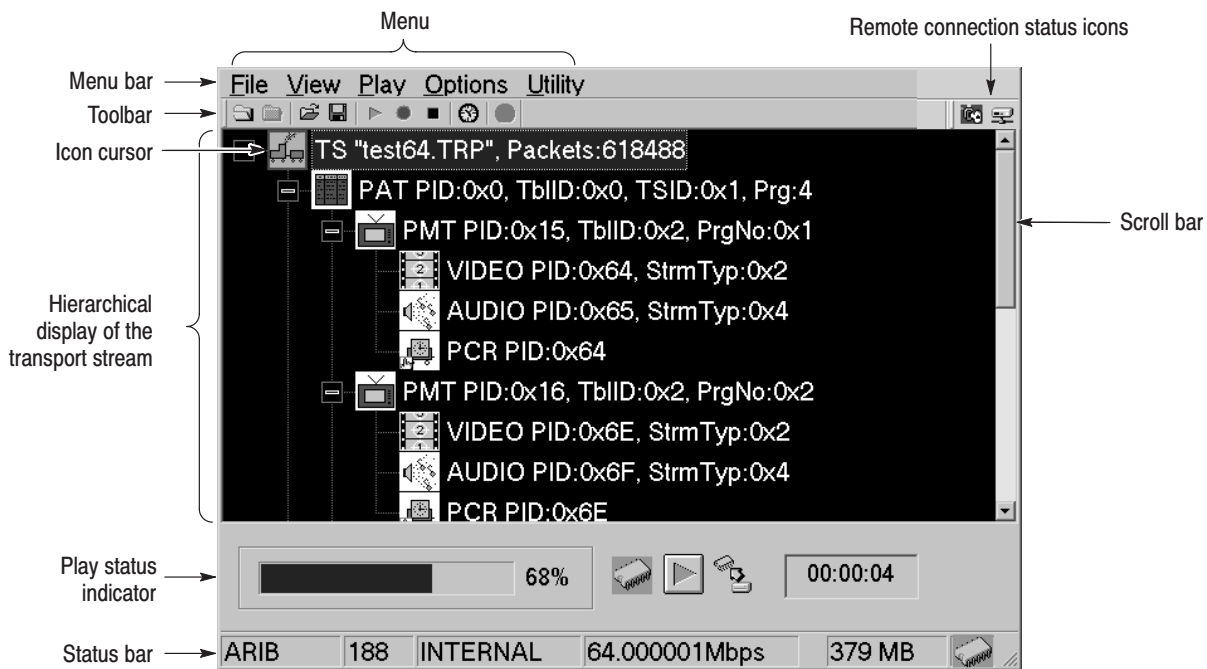 Menu
Remote connection status icons
Menu bar
File View Play Options Utility
Toolbar
Icon cursor
TS "test64.TRP", Packets:618488
PAT PID:0x0, TblID:0x0, TSID:0x1, Prg:4
PMT PID:0x15, TblID:0x2, PrgNo:0x1
Scroll bar
VIDEO PID:0x64, StrmTyp:0x2
Hierarchical
display of the
transport stream
AUDIO PID:0x65, StrmTyp:0x4
PCR PID:0x64
PMT PID:0x16, TblID:0x2, PrgNo:0x2
VIDEO PID:0x6E, StrmTyp:0x2
AUDIO PID:0x6F, StrmTyp:0x4
PCR PID:0x6E
Play status
indicator
68%
00:00:04
Status bar
ARIB 188 INTERNAL 64.000001Mbps 379 MB